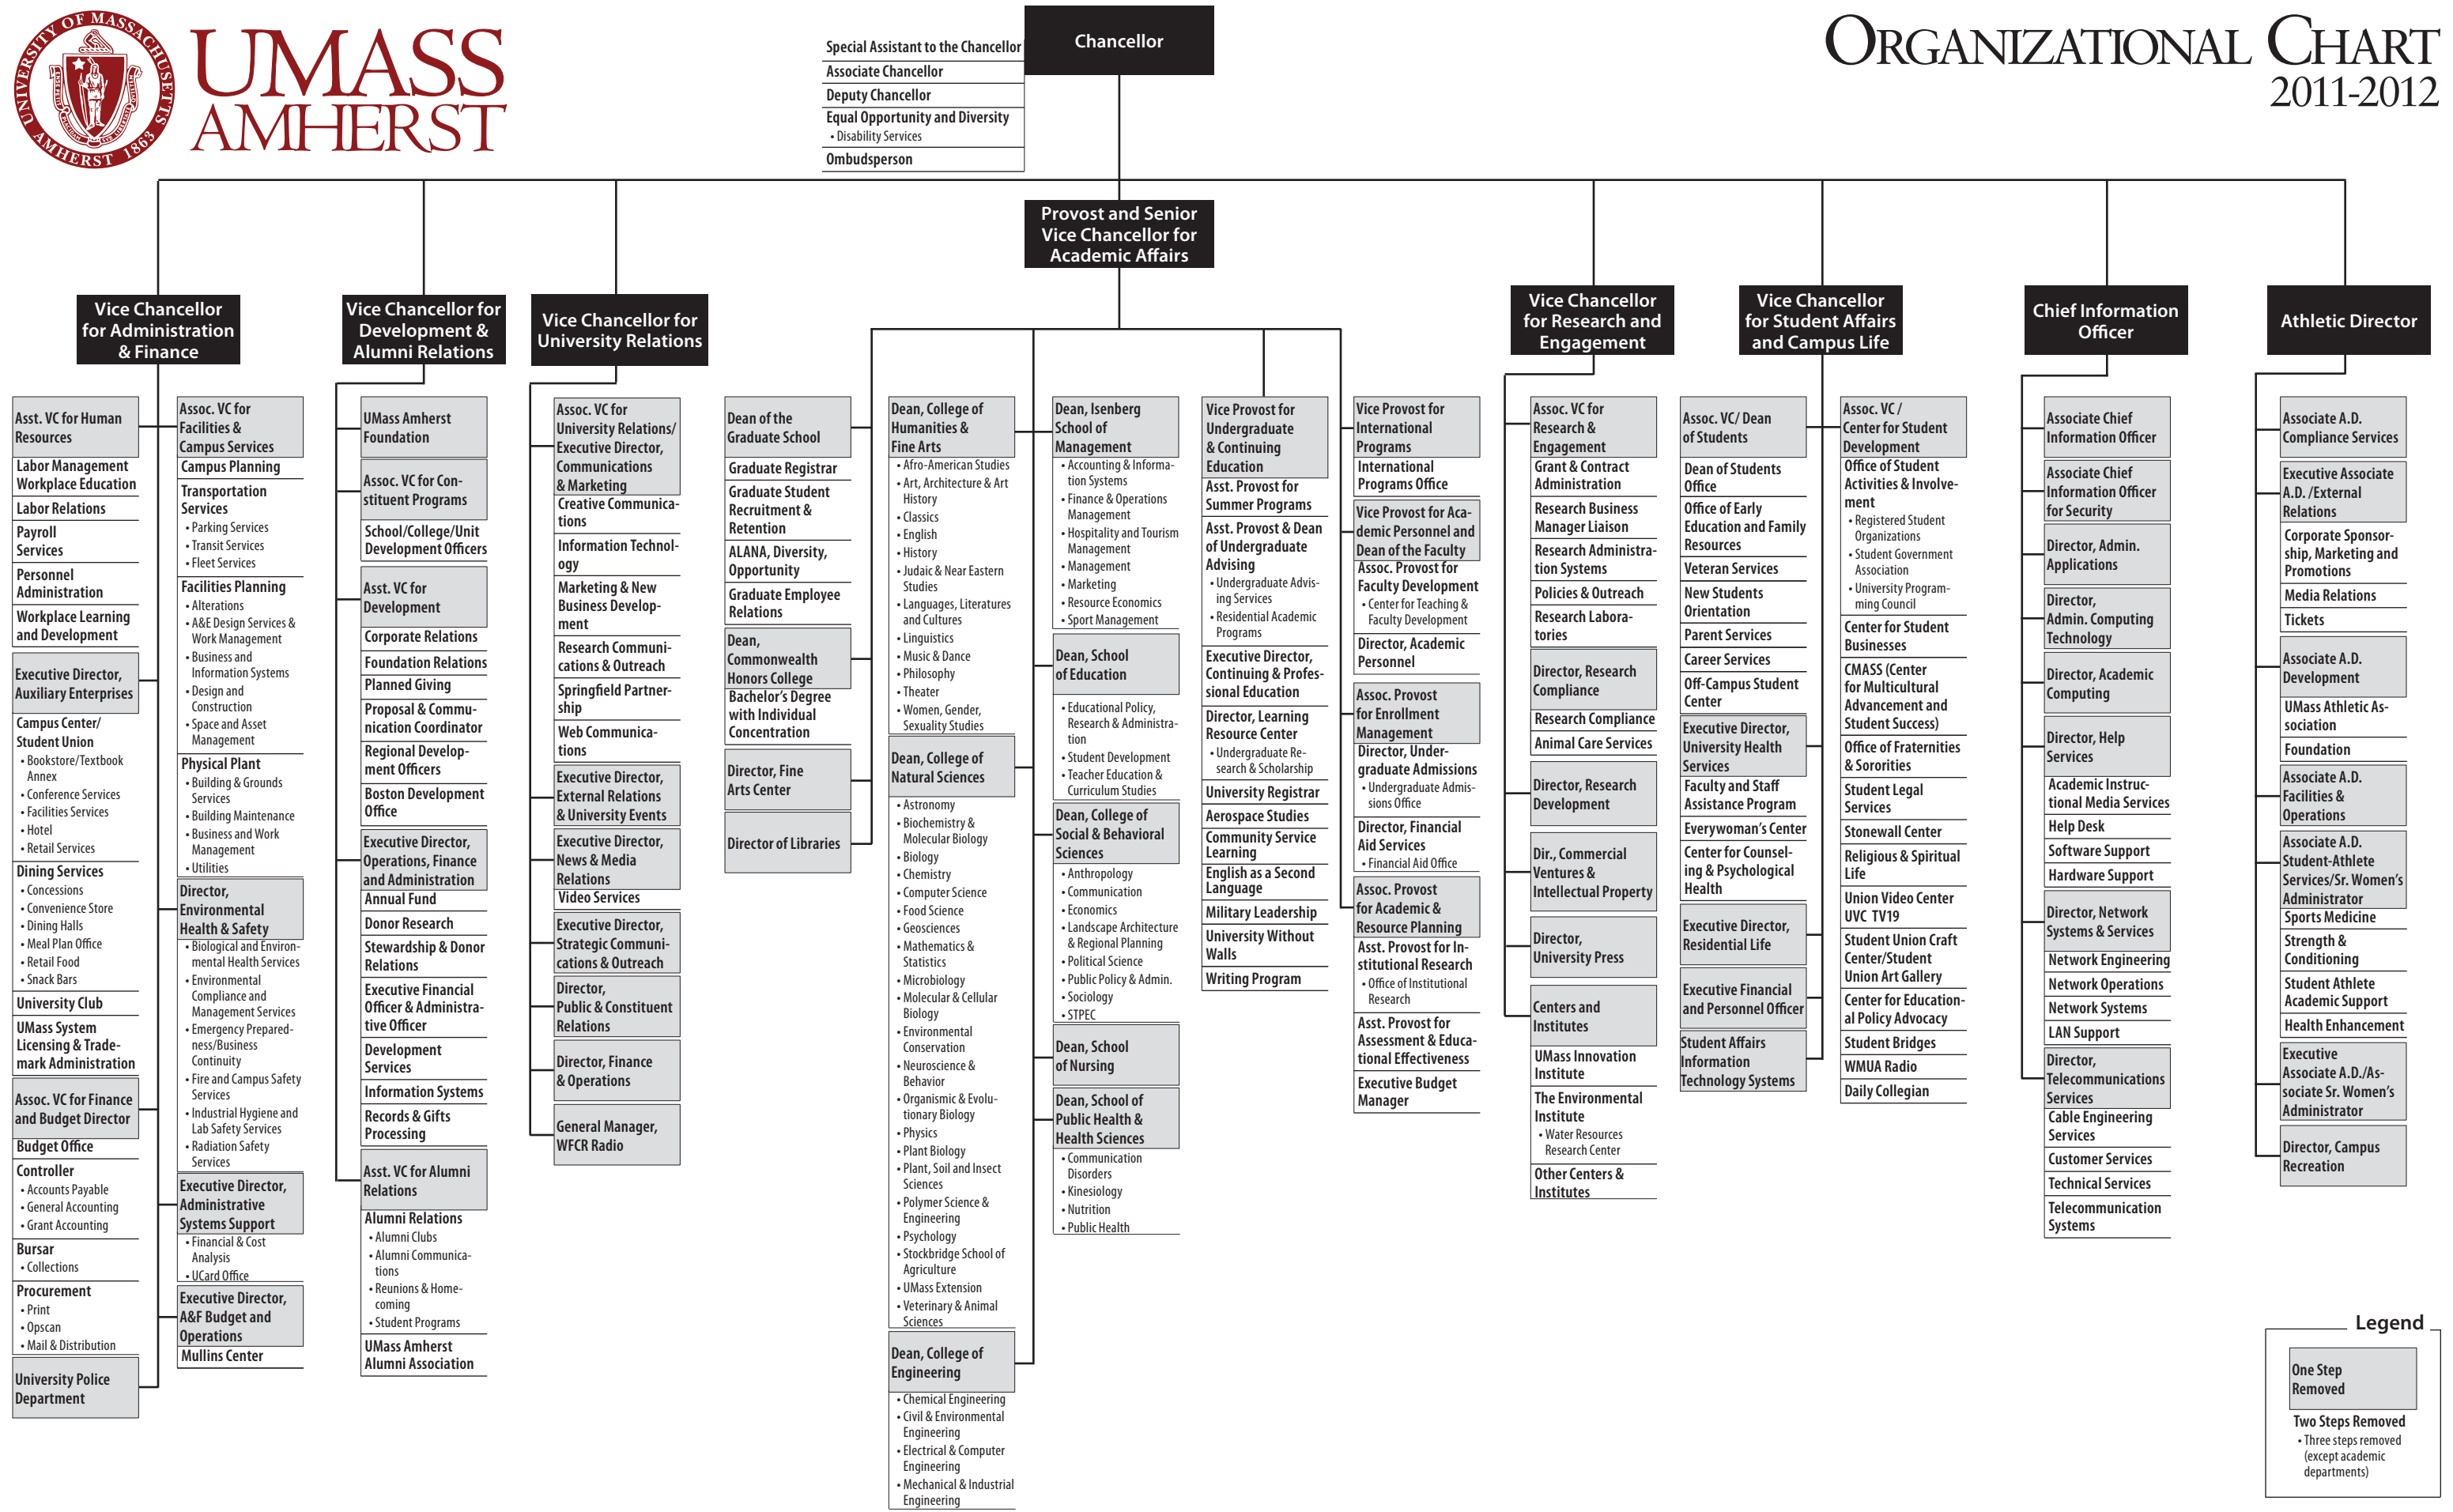 UNIVERSITY OF MASSACHUSETTS AMHERST 1863
UMASS
AMHERST
ORGANIZATIONAL CHART
2011-2012
Chancellor
Special Assistant to the Chancellor
Associate Chancellor
Deputy Chancellor
Equal Opportunity and Diversity
• Disability Services
Ombudsperson
Provost and Senior
Vice Chancellor for
Academic Affairs
Vice Chancellor
for Administration
& Finance
Asst. VC for Human
Resources
Labor Management
Workplace Education
Labor Relations
Payroll
Services
Personnel
Administration
Workplace Learning
and Development
Executive Director,
Auxiliary Enterprises
Campus Center/
Student Union
• Bookstore/Textbook
Annex
• Conference Services
• Facilities Services
• Hotel
• Retail Services
Dining Services
• Concessions
• Convenience Store
• Dining Halls
• Meal Plan Office
• Retail Food
• Snack Bars
University Club
UMass System
Licensing & Trade-
mark Administration
Assoc. VC for Finance
and Budget Director
Budget Office
Controller
• Accounts Payable
• General Accounting
• Grant Accounting
Bursar
• Collections
Procurement
• Print
• Opscan
• Mail & Distribution
University Police
Department
Assoc. VC for
Facilities &
Campus Services
Campus Planning
Transportation
Services
• Parking Services
• Transit Services
• Fleet Services
Facilities Planning
• Alterations
• A&E Design Services &
Work Management
• Business and
Information Systems
• Design and
Construction
• Space and Asset
Management
Physical Plant
• Building & Grounds
Services
• Building Maintenance
• Business and Work
Management
• Utilities
Director,
Environmental
Health & Safety
• Biological and Environ-
mental Health Services
• Environmental
Compliance and
Management Services
• Emergency Prepared-
ness/Business
Continuity
• Fire and Campus Safety
Services
• Industrial Hygiene and
Lab Safety Services
• Radiation Safety
Services
Executive Director,
Administrative
Systems Support
• Financial & Cost
Analysis
• UCard Office
Executive Director,
A&F Budget and
Operations
Mullins Center
Vice Chancellor for
Development &
Alumni Relations
UMass Amherst
Foundation
Assoc. VC for Con-
stituent Programs
School/College/Unit
Development Officers
Asst. VC for
Development
Corporate Relations
Foundation Relations
Planned Giving
Proposal & Commu-
nication Coordinator
Regional Develop-
ment Officers
Boston Development
Office
Executive Director,
Operations, Finance
and Administration
Annual Fund
Donor Research
Stewardship & Donor
Relations
Executive Financial
Officer & Administra-
tive Officer
Development
Services
Information Systems
Records & Gifts
Processing
Asst. VC for Alumni
Relations
Alumni Relations
• Alumni Clubs
• Alumni Communica-
tions
• Reunions & Home-
coming
• Student Programs
UMass Amherst
Alumni Association
Vice Chancellor for
University Relations
Assoc. VC for
University Relations/
Executive Director,
Communications
& Marketing
Creative Communica-
tions
Information Technol-
ogy
Marketing & New
Business Develop-
ment
Research Communi-
cations & Outreach
Springfield Partner-
ship
Web Communica-
tions
Executive Director,
External Relations
& University Events
Executive Director,
News & Media
Relations
Video Services
Executive Director,
Strategic Communi-
cations & Outreach
Director,
Public & Constituent
Relations
Director, Finance
& Operations
General Manager,
WFCR Radio
Dean of the
Graduate School
Graduate Registrar
Graduate Student
Recruitment &
Retention
ALANA, Diversity,
Opportunity
Graduate Employee
Relations
Dean,
Commonwealth
Honors College
Bachelor's Degree
with Individual
Concentration
Director, Fine
Arts Center
Director of Libraries
Dean, College of
Humanities &
Fine Arts
• Afro-American Studies
• Art, Architecture & Art
History
• Classics
• English
• History
• Judaic & Near Eastern
Studies
• Languages, Literatures
and Cultures
• Linguistics
• Music & Dance
• Philosophy
• Theater
• Women, Gender,
Sexuality Studies
Dean, College of
Natural Sciences
• Astronomy
• Biochemistry &
Molecular Biology
• Biology
• Chemistry
• Computer Science
• Food Science
• Geosciences
• Mathematics &
Statistics
• Microbiology
• Molecular & Cellular
Biology
• Environmental
Conservation
• Neuroscience &
Behavior
• Organismic & Evolu-
tionary Biology
• Physics
• Plant Biology
• Plant, Soil and Insect
Sciences
• Polymer Science &
Engineering
• Psychology
• Stockbridge School of
Agriculture
• UMass Extension
• Veterinary & Animal
Sciences
Dean, College of
Engineering
• Chemical Engineering
• Civil & Environmental
Engineering
• Electrical & Computer
Engineering
• Mechanical & Industrial
Engineering
Dean, Isenberg
School of
Management
• Accounting & Informa-
tion Systems
• Finance & Operations
Management
• Hospitality and Tourism
Management
• Management
• Marketing
• Resource Economics
• Sport Management
Dean, School
of Education
• Educational Policy,
Research & Administra-
tion
• Student Development
• Teacher Education &
Curriculum Studies
Dean, College of
Social & Behavioral
Sciences
• Anthropology
• Communication
• Economics
• Landscape Architecture
& Regional Planning
• Political Science
• Public Policy & Admin.
• Sociology
• STPEC
Dean, School
of Nursing
Dean, School of
Public Health &
Health Sciences
• Communication
Disorders
• Kinesiology
• Nutrition
• Public Health
Vice Provost for
Undergraduate
& Continuing
Education
Asst. Provost for
Summer Programs
Asst. Provost & Dean
of Undergraduate
Advising
• Undergraduate Advis-
ing Services
• Residential Academic
Programs
Executive Director,
Continuing & Profes-
sional Education
Director, Learning
Resource Center
• Undergraduate Re-
search & Scholarship
University Registrar
Aerospace Studies
Community Service
Learning
English as a Second
Language
Military Leadership
University Without
Walls
Writing Program
Vice Provost for
International
Programs
International
Programs Office
Vice Provost for Aca-
demic Personnel and
Dean of the Faculty
Assoc. Provost for
Faculty Development
• Center for Teaching &
Faculty Development
Director, Academic
Personnel
Assoc. Provost
for Enrollment
Management
Director, Under-
graduate Admissions
• Undergraduate Admis-
sions Office
Director, Financial
Aid Services
• Financial Aid Office
Assoc. Provost
for Academic &
Resource Planning
Asst. Provost for In-
stitutional Research
• Office of Institutional
Research
Asst. Provost for
Assessment & Educa-
tional Effectiveness
Executive Budget
Manager
Vice Chancellor
for Research and
Engagement
Assoc. VC for
Research &
Engagement
Grant & Contract
Administration
Research Business
Manager Liaison
Research Administra-
tion Systems
Policies & Outreach
Research Labora-
tories
Director, Research
Compliance
Research Compliance
Animal Care Services
Director, Research
Development
Dir., Commercial
Ventures &
Intellectual Property
Director,
University Press
Centers and
Institutes
UMass Innovation
Institute
The Environmental
Institute
• Water Resources
Research Center
Other Centers &
Institutes
Vice Chancellor
for Student Affairs
and Campus Life
Assoc. VC/ Dean
of Students
Dean of Students
Office
Office of Early
Education and Family
Resources
Veteran Services
New Students
Orientation
Parent Services
Career Services
Off-Campus Student
Center
Executive Director,
University Health
Services
Faculty and Staff
Assistance Program
Everywoman's Center
Center for Counsel-
ing & Psychological
Health
Executive Director,
Residential Life
Executive Financial
and Personnel Officer
Student Affairs
Information
Technology Systems
Assoc. VC /
Center for Student
Development
Office of Student
Activities & Involve-
ment
• Registered Student
Organizations
• Student Government
Association
• University Program-
ming Council
Center for Student
Businesses
CMASS (Center
for Multicultural
Advancement and
Student Success)
Office of Fraternities
& Sororities
Student Legal
Services
Stonewall Center
Religious & Spiritual
Life
Union Video Center
UVC TV19
Student Union Craft
Center/Student
Union Art Gallery
Center for Education-
al Policy Advocacy
Student Bridges
WMUA Radio
Daily Collegian
Chief Information
Officer
Associate Chief
Information Officer
Associate Chief
Information Officer
for Security
Director, Admin.
Applications
Director,
Admin. Computing
Technology
Director, Academic
Computing
Director, Help
Services
Academic Instruc-
tional Media Services
Help Desk
Software Support
Hardware Support
Director, Network
Systems & Services
Network Engineering
Network Operations
Network Systems
LAN Support
Director,
Telecommunications
Services
Cable Engineering
Services
Customer Services
Technical Services
Telecommunication
Systems
Athletic Director
Associate A.D.
Compliance Services
Executive Associate
A.D. /External
Relations
Corporate Sponsor-
ship, Marketing and
Promotions
Media Relations
Tickets
Associate A.D.
Development
UMass Athletic As-
sociation
Foundation
Associate A.D.
Facilities &
Operations
Associate A.D.
Student-Athlete
Services/Sr. Women's
Administrator
Sports Medicine
Strength &
Conditioning
Student Athlete
Academic Support
Health Enhancement
Executive
Associate A.D./As-
sociate Sr. Women's
Administrator
Director, Campus
Recreation
Legend
One Step
Removed
Two Steps Removed
• Three steps removed
(except academic
departments)